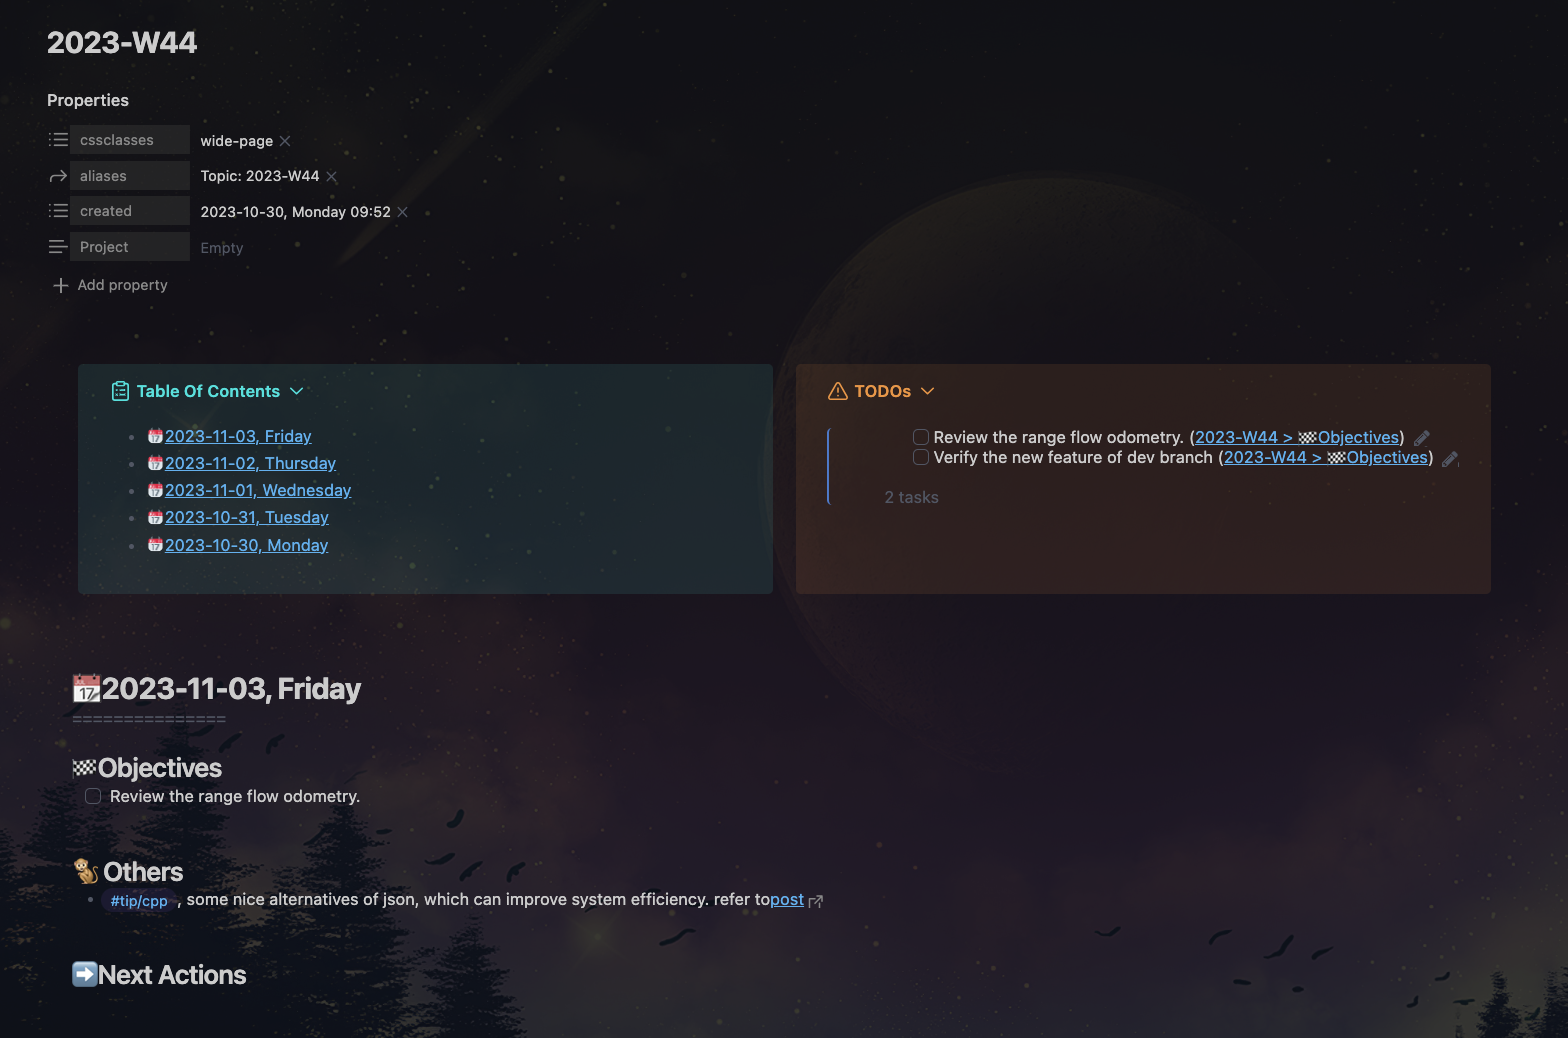 2023-W44
Properties
cssclasses wide-page
aliases Topic: 2023-W44
created 2023-10-30, Monday 09:52
Project Empty
Add property
Table Of Contents
2023-11-03, Friday
2023-11-02, Thursday
2023-11-01, Wednesday
2023-10-31, Tuesday
2023-10-30, Monday
TODOs
Review the range flow odometry. (2023-W44 > 🏁Objectives)
Verify the new feature of dev branch (2023-W44 > 🏁Objectives)
2 tasks
📆2023-11-03, Friday
===============
🏁Objectives
Review the range flow odometry.
🐒Others
#tip/cpp , some nice alternatives of json, which can improve system efficiency. refer topost
➡️Next Actions